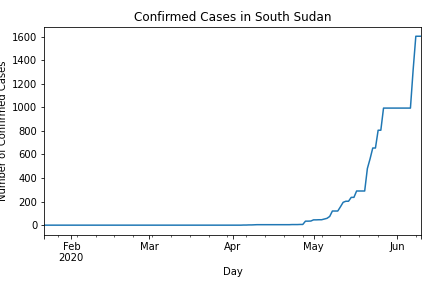 Confirmed Cases in South Sudan
Number of Confirmed Cases
1600
1400
1200
1000
800
600
400
200
0
Feb
2020
Mar
Apr
May
Jun
Day